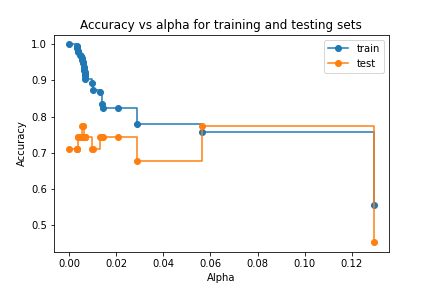 Accuracy vs alpha for training and testing sets
train
test
1.0
0.9
0.8
0.7
0.6
0.5
Accuracy
0.00 0.02 0.04 0.06 0.08 0.10 0.12
Alpha